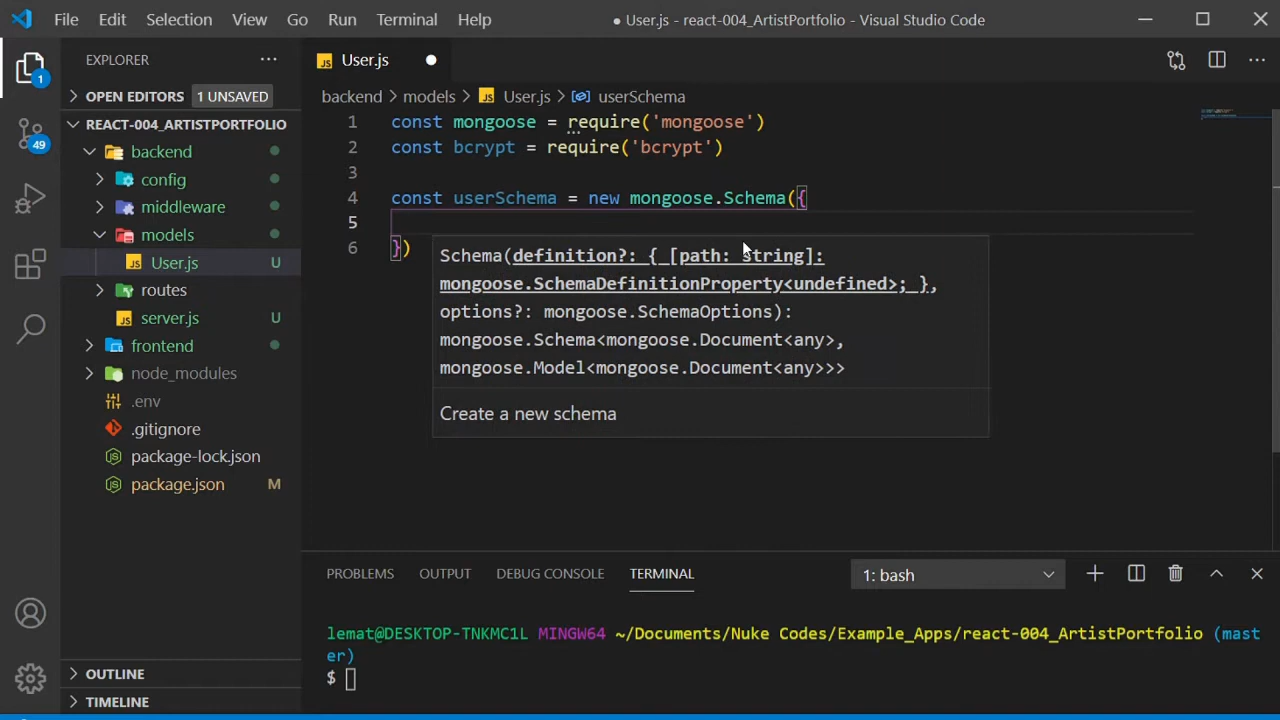 File Edit Selection View Go Run Terminal Help ● User.js - react-004_ArtistPortfolio - Visual Studio Code
EXPLORER
User.js
OPEN EDITORS 1 UNSAVED
REACT-004_ARTISTPORTFOLIO
backend
config
middleware
models
User.js U
routes
server.js U
frontend
node_modules
.env
.gitignore
package-lock.json
package.json M
OUTLINE
TIMELINE
1
49
backend > models > User.js > userSchema
1 const mongoose = require('mongoose')
2 const bcrypt = require('bcrypt')
3
4 const userSchema = new mongoose.Schema({
5
6 })
Schema(definition?: { [path: string]:
mongoose.SchemaDefinitionProperty<undefined>; },
options?: mongoose.SchemaOptions):
mongoose.Schema<mongoose.Document<any>,
mongoose.Model<mongoose.Document<any>>>
Create a new schema
PROBLEMS OUTPUT DEBUG CONSOLE TERMINAL 1: bash
lemat@DESKTOP-TNKMC1L MINGW64 ~/Documents/Nuke Codes/Example_Apps/react-004_ArtistPortfolio (mast
er)
$